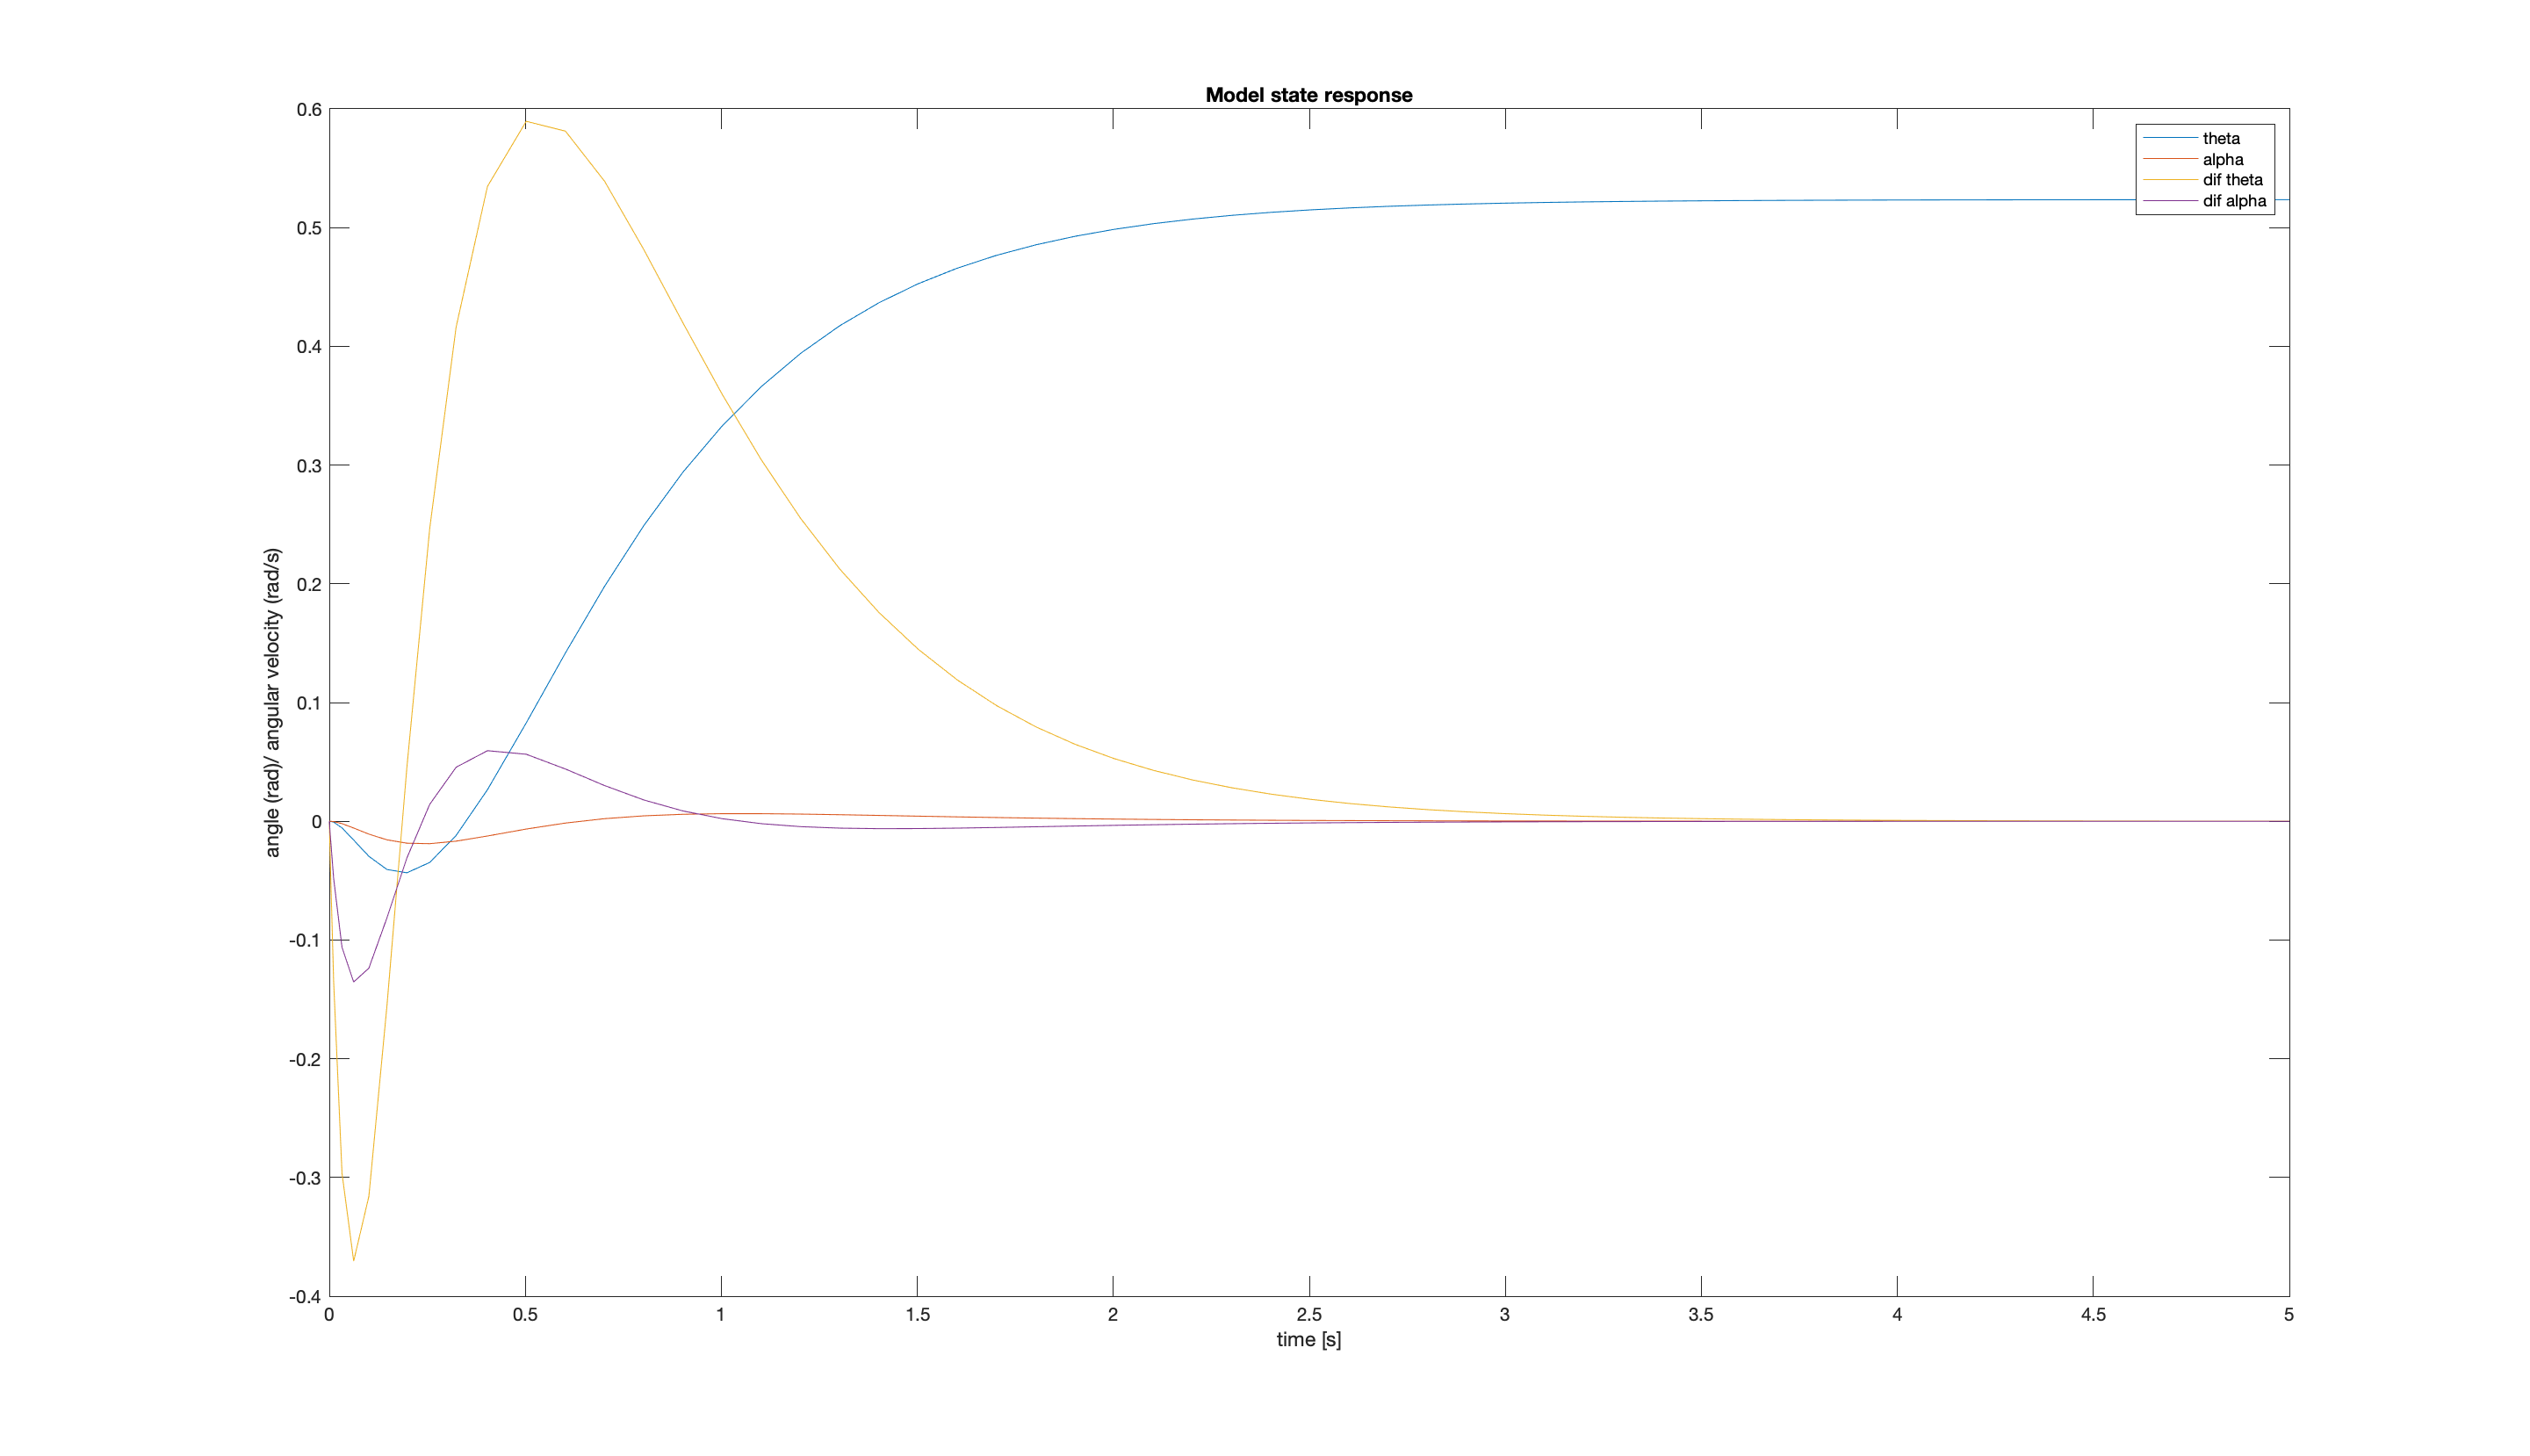 Model state response
theta
alpha
dif theta
dif alpha
0.6
0.5
0.4
0.3
0.2
0.1
0
-0.1
-0.2
-0.3
-0.4
angle (rad)/ angular velocity (rad/s)
0 0.5 1 1.5 2 2.5 3 3.5 4 4.5 5
time [s]